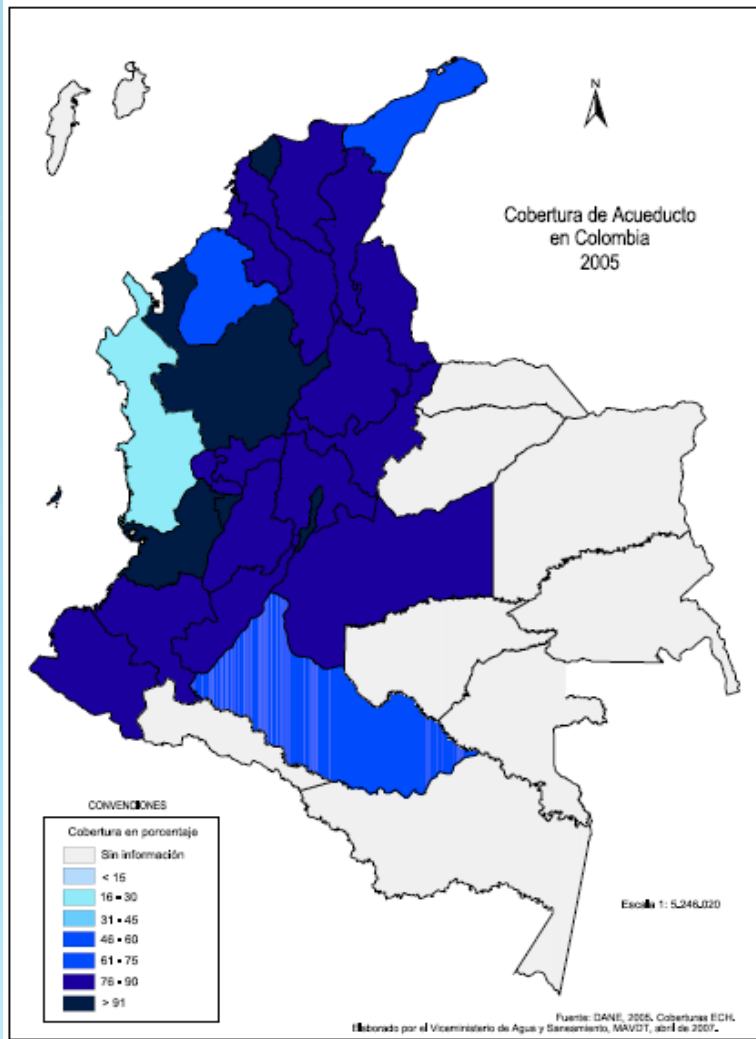 N
Cobertura de Acueducto
en Colombia
2005
CONVENCIONES
Cobertura en porcentaje
Sin información
< 15
16 - 30
31 - 45
46 - 60
61 - 75
76 - 90
> 91
Escala 1: 5.246.020
Fuente: DANE, 2005. Coberturas ECH.
Elaborado por el Viceministerio de Agua y Saneamiento, MAVDT, abril de 2007.